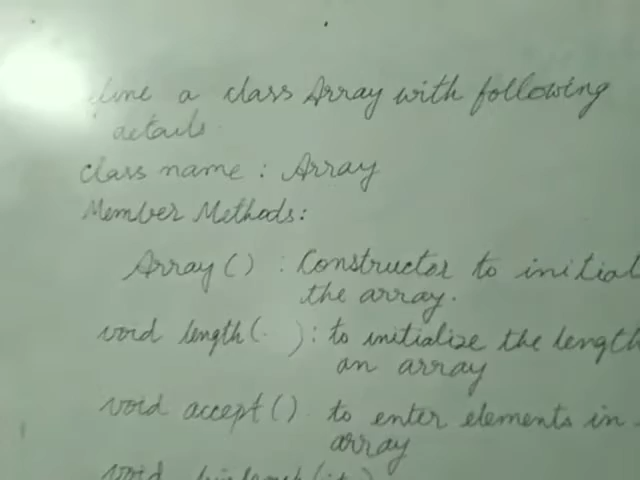 a class Array with following
details
class name : Array
Member Methods:
Array() : Constructor to initial
the array.
void length( ) : to initialize the length
an array
void accept() to enter elements in
array
void